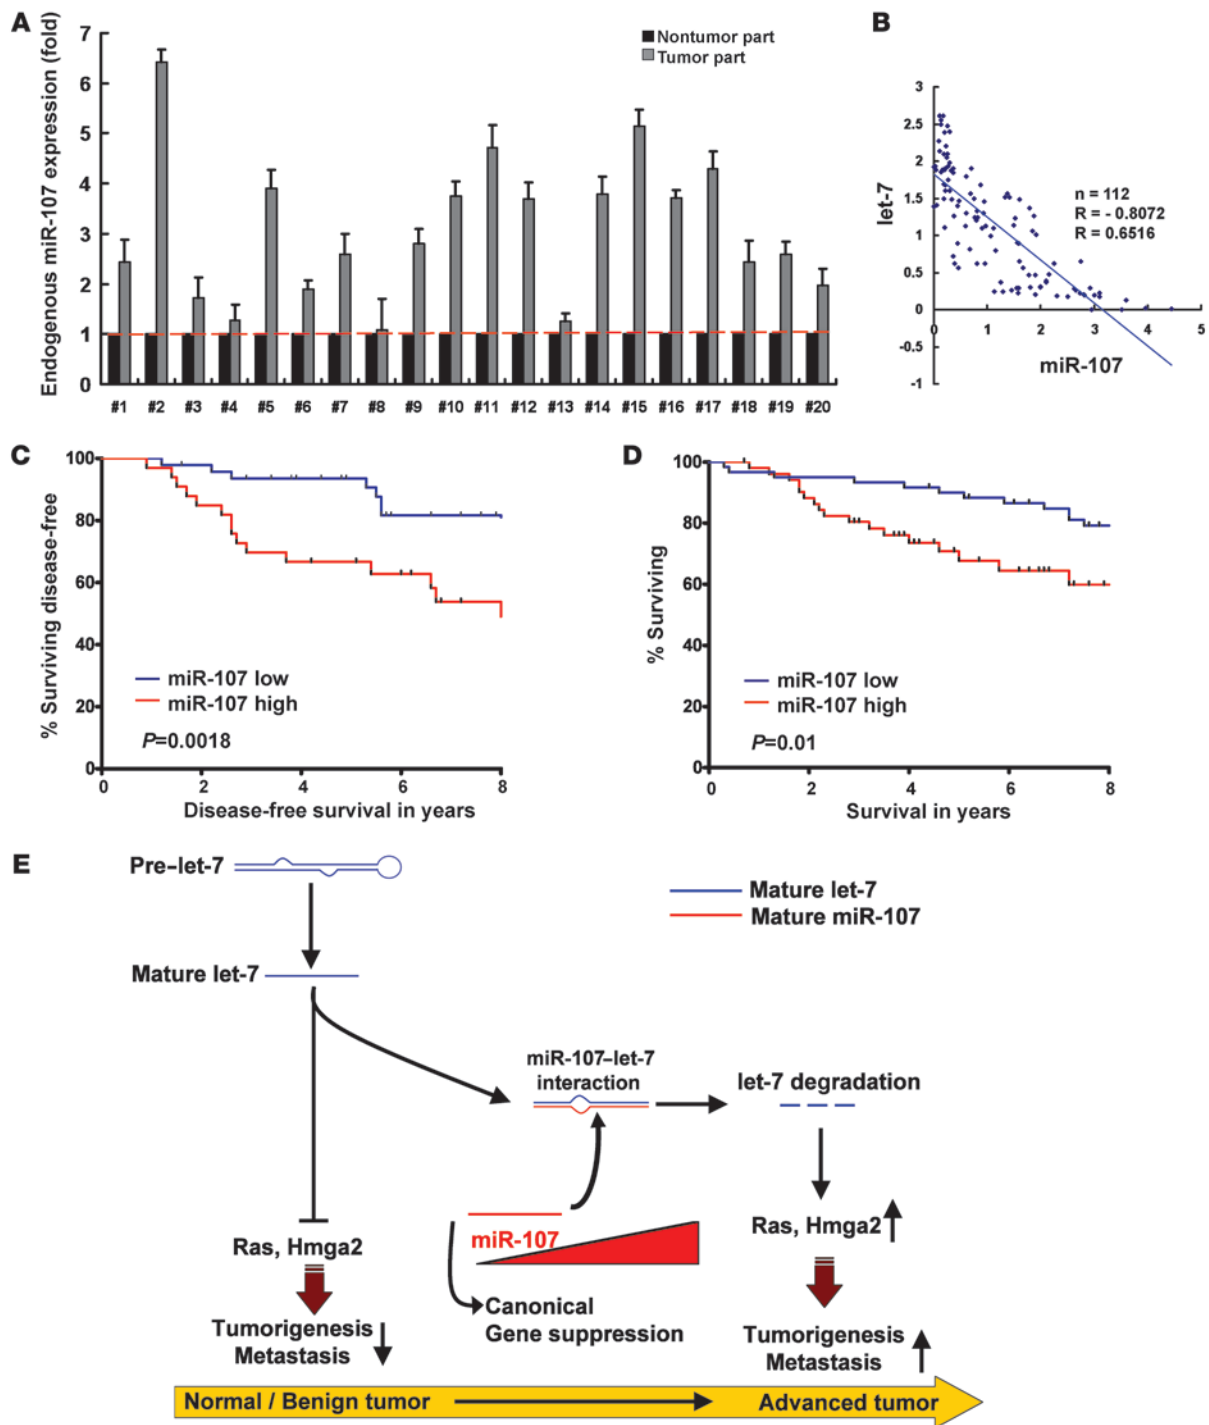 A
Endogenous miR-107 expression (fold)
7
6
5
4
3
2
1
0
Nontumor part
Tumor part
#1 #2 #3 #4 #5 #6 #7 #8 #9 #10 #11 #12 #13 #14 #15 #16 #17 #18 #19 #20
B
let-7
3
2.5
2
1.5
1
0.5
0
-0.5
-1
0 1 2 3 4 5
n = 112
R = - 0.8072
R = 0.6516
miR-107
C
% Surviving disease-free
100
80
60
40
20
0
miR-107 low
miR-107 high
P=0.0018
0 2 4 6 8
Disease-free survival in years
D
% Surviving
100
80
60
40
20
0
miR-107 low
miR-107 high
P=0.01
0 2 4 6 8
Survival in years
E
Pre–let-7
Mature let-7
Mature miR-107
Mature let-7
miR-107–let-7
interaction
let-7 degradation
miR-107
Ras, Hmga2
Ras, Hmga2
Canonical
Gene suppression
Tumorigenesis
Metastasis
Tumorigenesis
Metastasis
Normal / Benign tumor
Advanced tumor